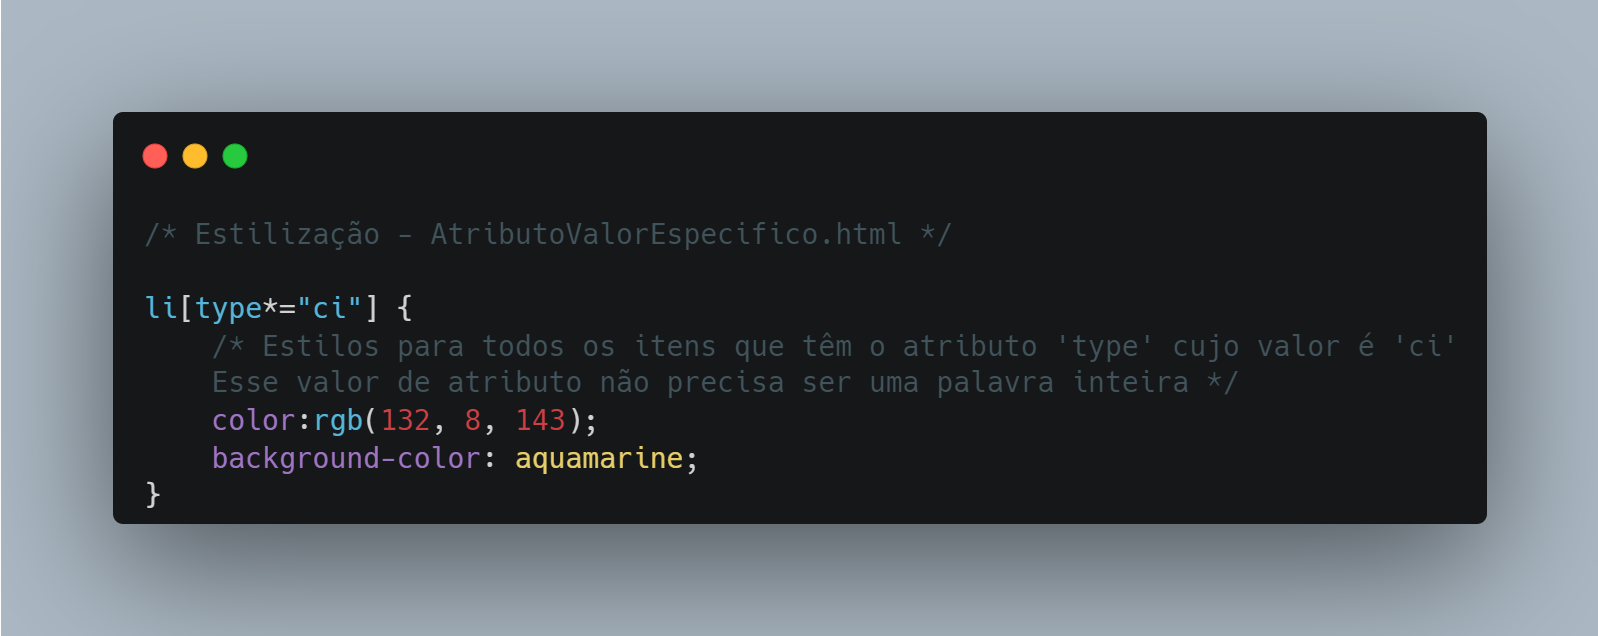 /* Estilização - AtributoValorEspecifico.html */
li[type*="ci"] {
/* Estilos para todos os itens que têm o atributo 'type' cujo valor é 'ci'
Esse valor de atributo não precisa ser uma palavra inteira */
color:rgb(132, 8, 143);
background-color: aquamarine;
}